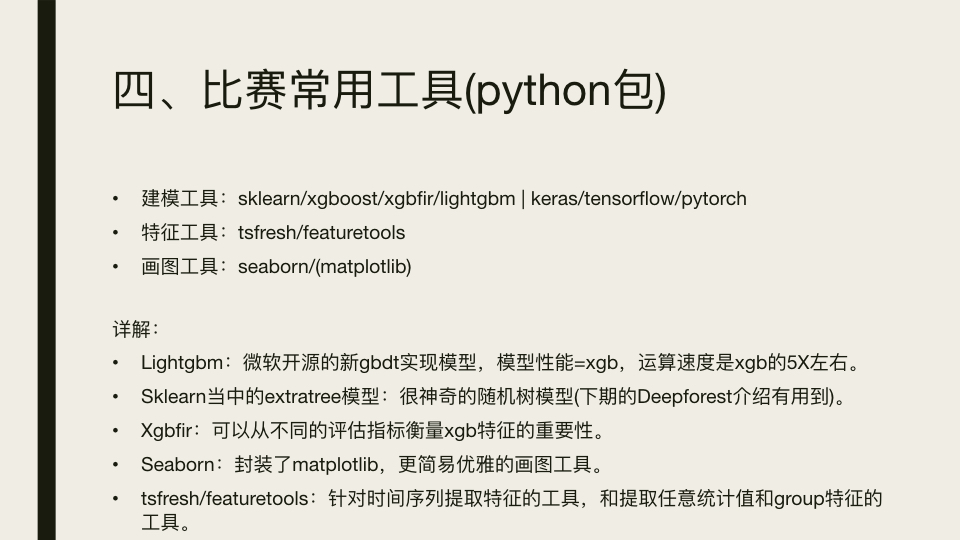 四、比赛常用工具(python包)
• 建模工具：sklearn/xgboost/xgbfir/lightgbm | keras/tensorflow/pytorch
• 特征工具：tsfresh/featuretools
• 画图工具：seaborn/(matplotlib)
详解：
• Lightgbm：微软开源的新gbdt实现模型，模型性能=xgb，运算速度是xgb的5X左右。
• Sklearn当中的extratree模型：很神奇的随机树模型(下期的Deepforest介绍有用到)。
• Xgbfir：可以从不同的评估指标衡量xgb特征的重要性。
• Seaborn：封装了matplotlib，更简易优雅的画图工具。
• tsfresh/featuretools：针对时间序列提取特征的工具，和提取任意统计值和group特征的
工具。